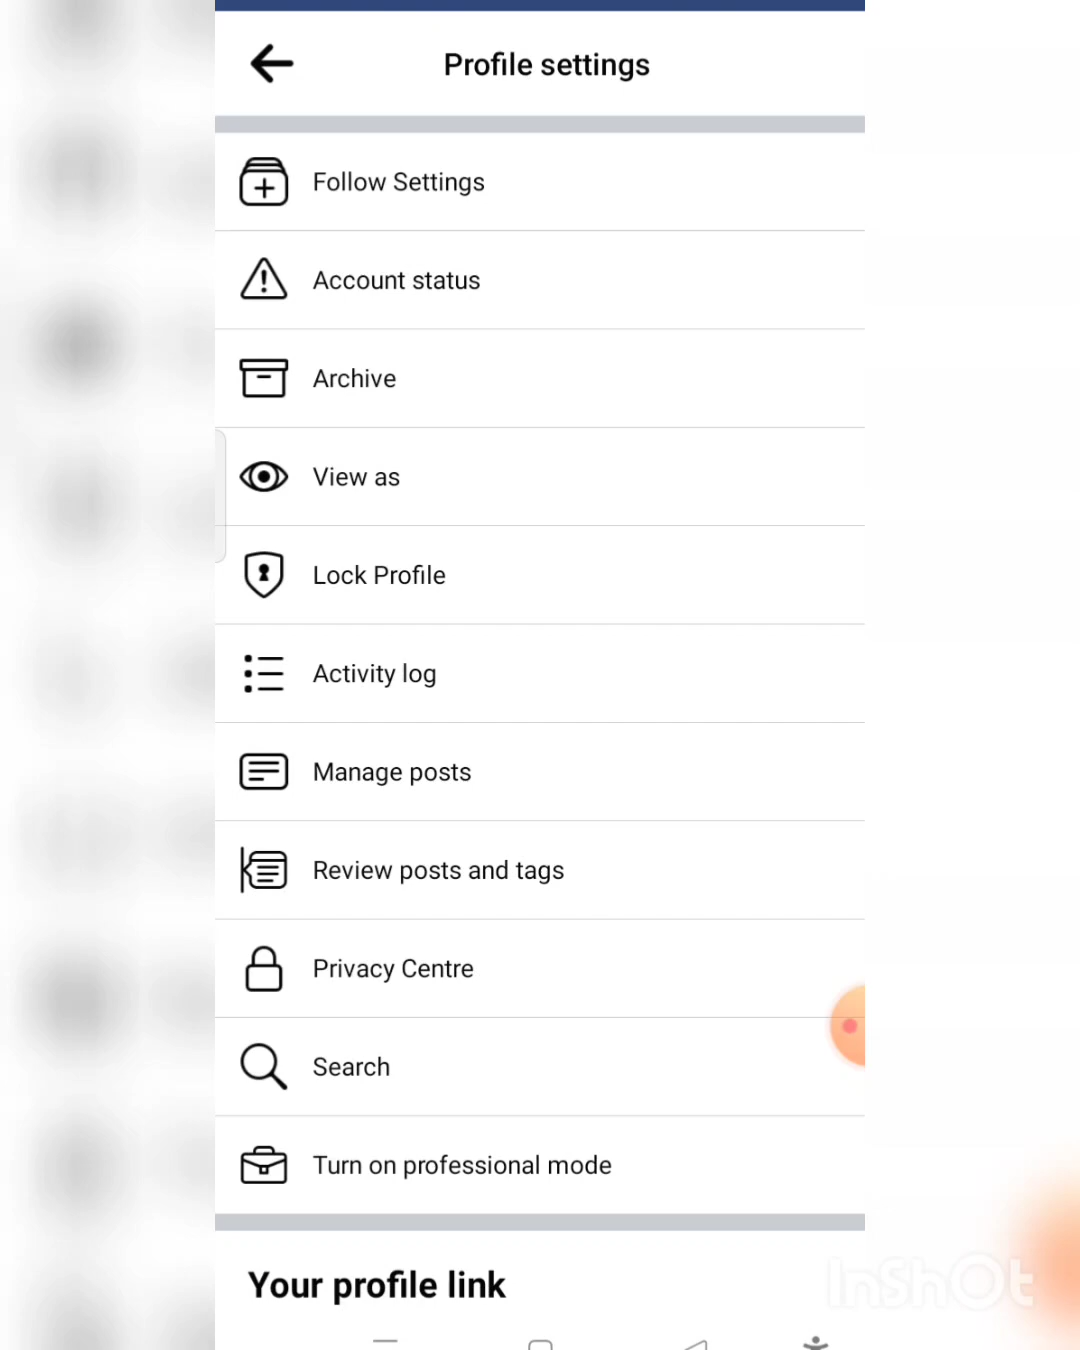 Profile settings
Follow Settings
Account status
Archive
View as
Lock Profile
Activity log
Manage posts
Review posts and tags
Privacy Centre
Search
Turn on professional mode
Your profile link
InShOt